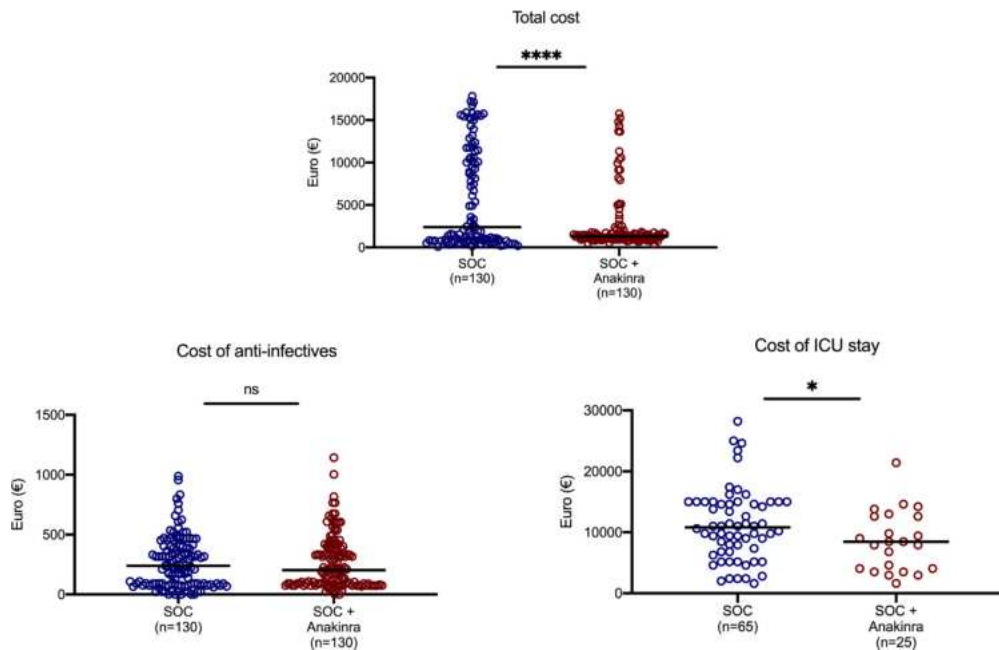 Total cost
****
20000
15000
10000
5000
0
Euro (€)
SOC
(n=130)
SOC +
Anakinra
(n=130)
Cost of anti-infectives
ns
1500
1000
500
0
Euro (€)
SOC
(n=130)
SOC +
Anakinra
(n=130)
Cost of ICU stay
*
30000
20000
10000
0
Euro (€)
SOC
(n=65)
SOC +
Anakinra
(n=25)